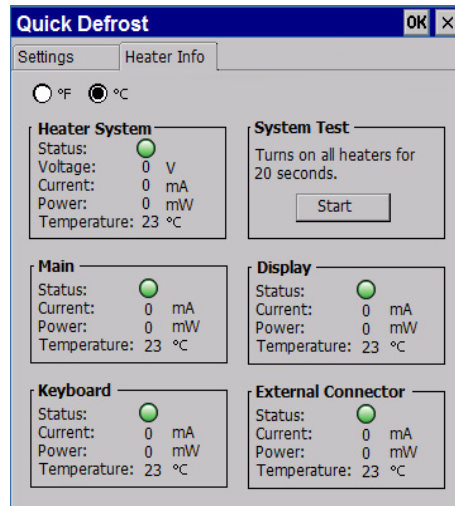 Quick Defrost OK ×
Settings Heater Info
°F °C
Heater System
Status:
Voltage: 0 V
Current: 0 mA
Power: 0 mW
Temperature: 23 °C
System Test
Turns on all heaters for
20 seconds.
Start
Main
Status:
Current: 0 mA
Power: 0 mW
Temperature: 23 °C
Display
Status:
Current: 0 mA
Power: 0 mW
Temperature: 23 °C
Keyboard
Status:
Current: 0 mA
Power: 0 mW
Temperature: 23 °C
External Connector
Status:
Current: 0 mA
Power: 0 mW
Temperature: 23 °C